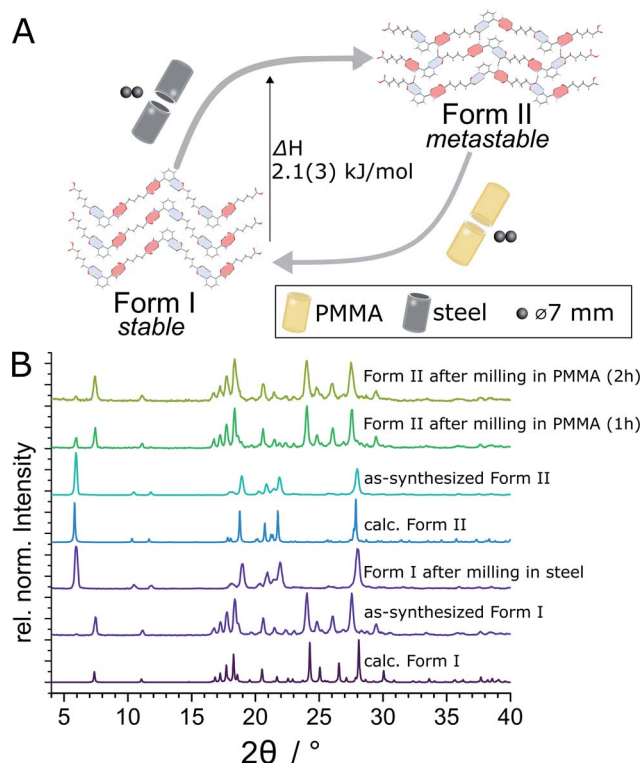 A
Form II
metastable
ΔH
2.1(3) kJ/mol
Form I
stable
PMMA steel ⌀7 mm
B
Form II after milling in PMMA (2h)
Form II after milling in PMMA (1h)
as-synthesized Form II
calc. Form II
Form I after milling in steel
as-synthesized Form I
calc. Form I
rel. norm. Intensity
5 10 15 20 25 30 35 40
2θ / °